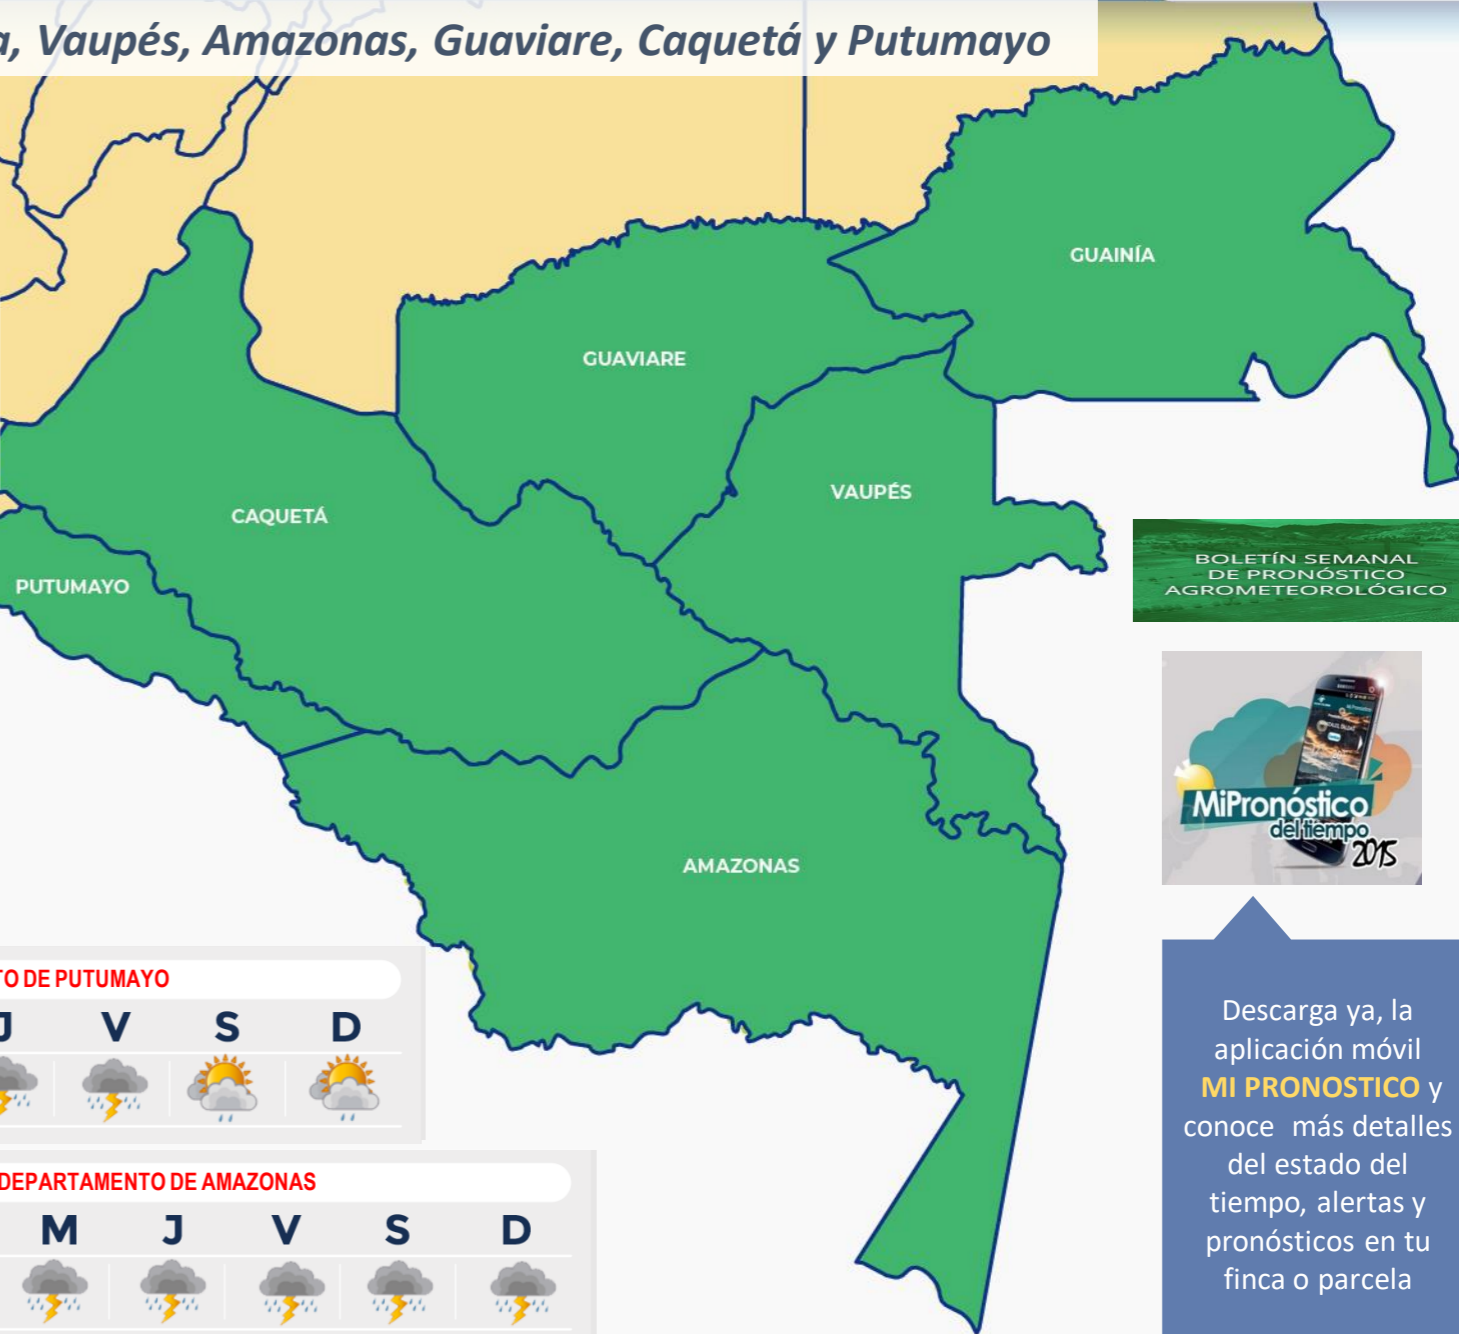 a, Vaupés, Amazonas, Guaviare, Caquetá y Putumayo
GUAINÍA
GUAVIARE
VAUPÉS
CAQUETÁ
PUTUMAYO
AMAZONAS
BOLETÍN SEMANAL
DE PRONÓSTICO
AGROMETEOROLÓGICO
MiPronóstico
del tiempo
2015
Descarga ya, la
aplicación móvil
MI PRONOSTICO y
conoce más detalles
del estado del
tiempo, alertas y
pronósticos en tu
finca o parcela
TO DE PUTUMAYO
J V S D
DEPARTAMENTO DE AMAZONAS
M J V S D